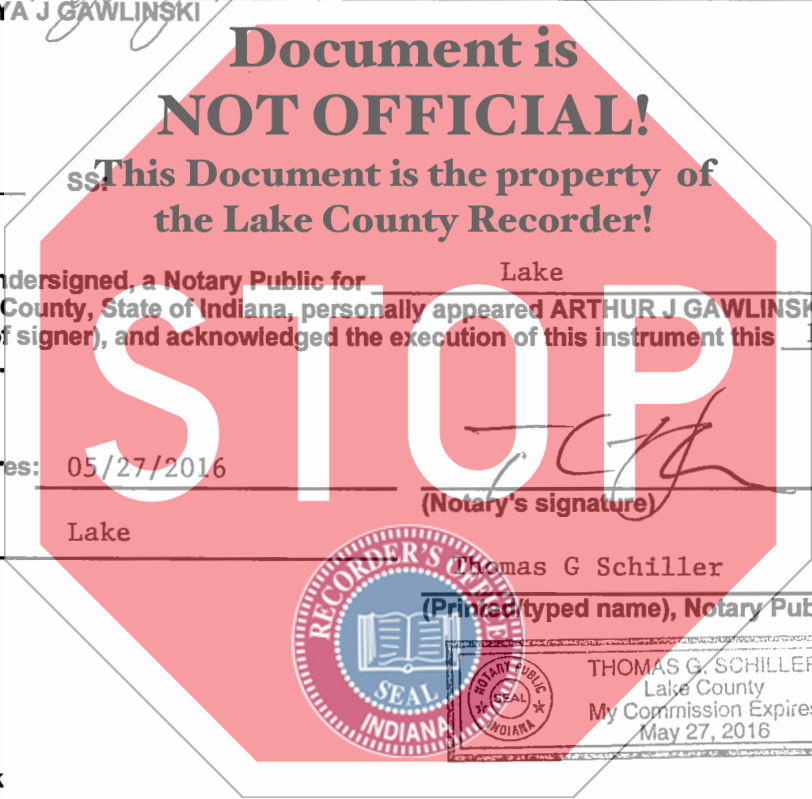 YA J GAWLINSKI
Document is
NOT OFFICIAL!
SS:
This Document is the property of
the Lake County Recorder!
ndersigned, a Notary Public for Lake
County, State of Indiana, personally appeared ARTHUR J GAWLINSK
f signer), and acknowledged the execution of this instrument this
STOP
es: 05/27/2016
(Notary's signature)
Lake
Thomas G Schiller
(Printed/typed name), Notary Pub
RECORDER'S OFFICE
SEAL
INDIANA
NOTARY PUBLIC
SEAL
INDIANA
THOMAS G. SCHILLER
Lake County
My Commission Expires
May 27, 2016